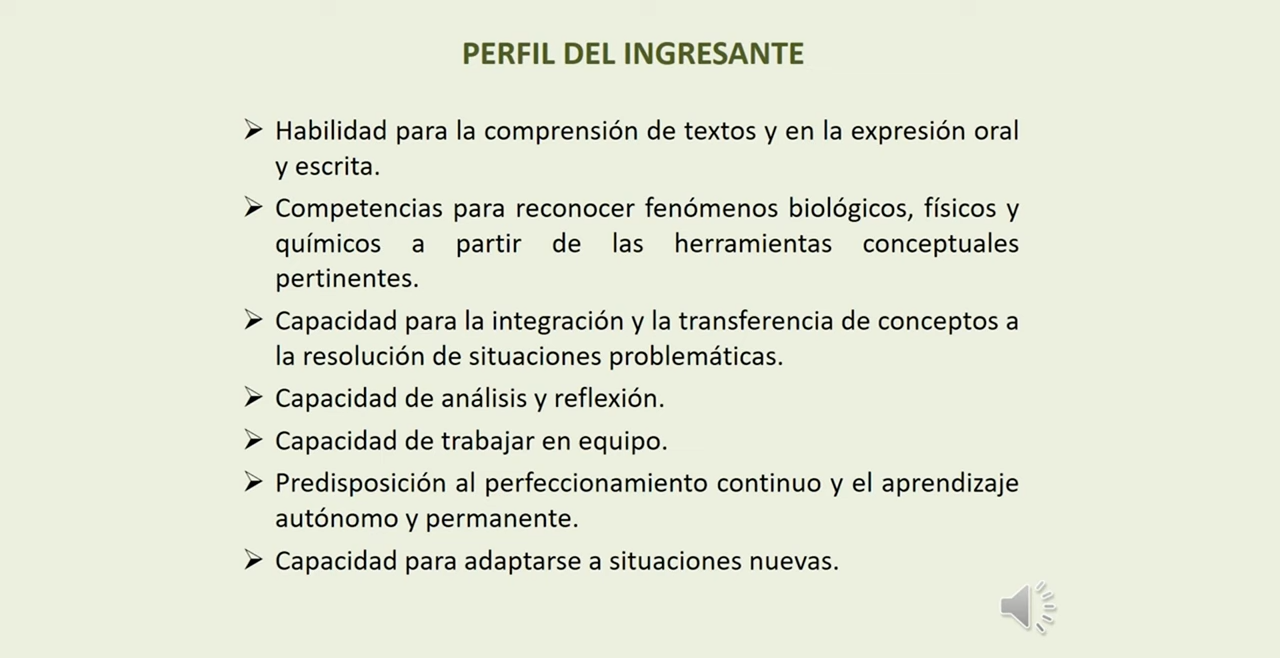 PERFIL DEL INGRESANTE
➢ Habilidad para la comprensión de textos y en la expresión oral
y escrita.
➢ Competencias para reconocer fenómenos biológicos, físicos y
químicos a partir de las herramientas conceptuales
pertinentes.
➢ Capacidad para la integración y la transferencia de conceptos a
la resolución de situaciones problemáticas.
➢ Capacidad de análisis y reflexión.
➢ Capacidad de trabajar en equipo.
➢ Predisposición al perfeccionamiento continuo y el aprendizaje
autónomo y permanente.
➢ Capacidad para adaptarse a situaciones nuevas.